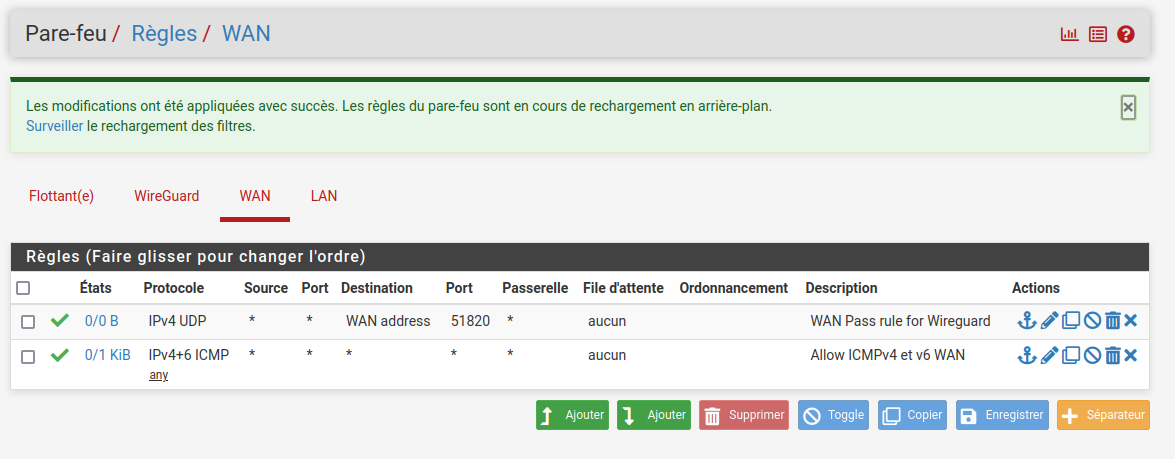 Pare-feu / Règles / WAN
Les modifications ont été appliquées avec succès. Les règles du pare-feu sont en cours de rechargement en arrière-plan.
Surveiller le rechargement des filtres.
Flottant(e) WireGuard WAN LAN
Règles (Faire glisser pour changer l'ordre)
États Protocole Source Port Destination Port Passerelle File d'attente Ordonnancement Description Actions
0/0 B IPv4 UDP * * WAN address 51820 * aucun WAN Pass rule for Wireguard
0/1 KiB IPv4+6 ICMP * * * * * aucun Allow ICMPv4 et v6 WAN
any
Ajouter Ajouter Supprimer Toggle Copier Enregistrer Séparateur